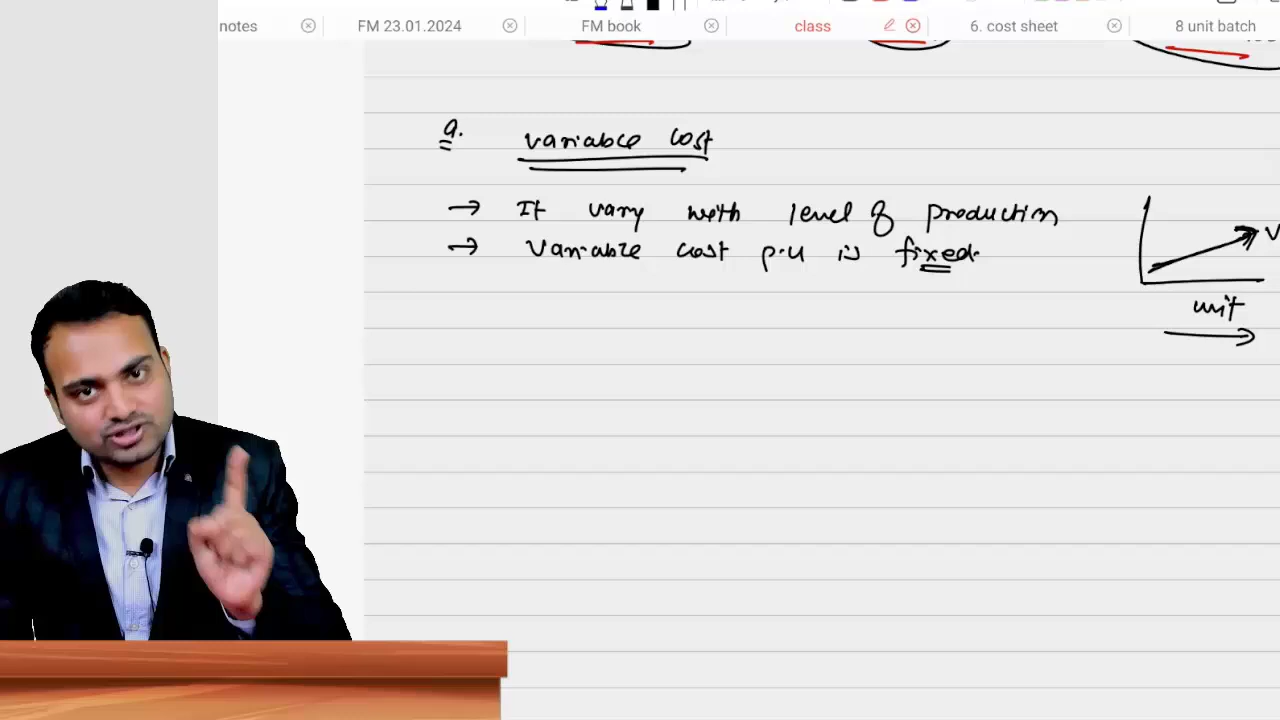 notes
FM 23.01.2024
FM book
class
6. cost sheet
8 unit batch
a. variable cost
→ It vary with level of production
→ Variable cost p.u is fixed.
V
unit